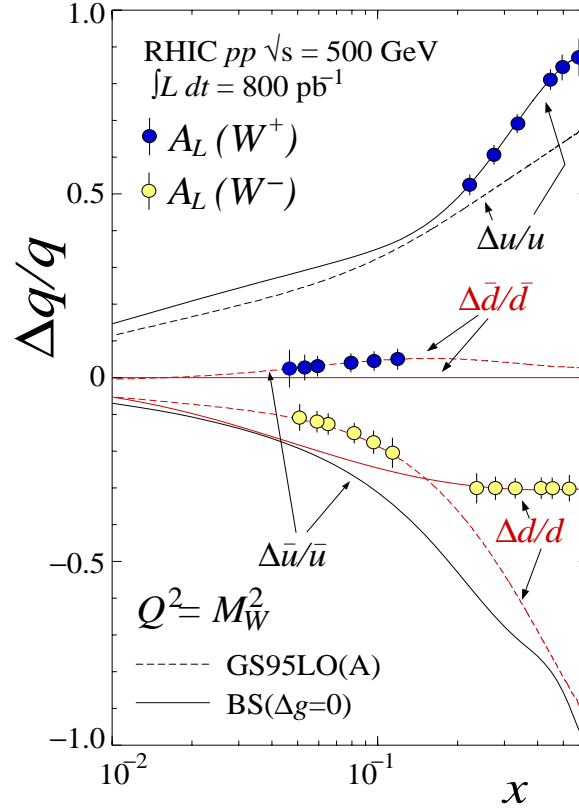 1.0
RHIC pp √s = 500 GeV
∫L dt = 800 pb⁻¹
A_L (W⁺)
A_L (W⁻)
0.5
Δu/u
Δq/q
Δd̄/d̄
0
Δū/ū
Δd/d
−0.5
Q² = M_W²
GS95LO(A)
BS(Δg=0)
−1.0
10⁻²
10⁻¹
x